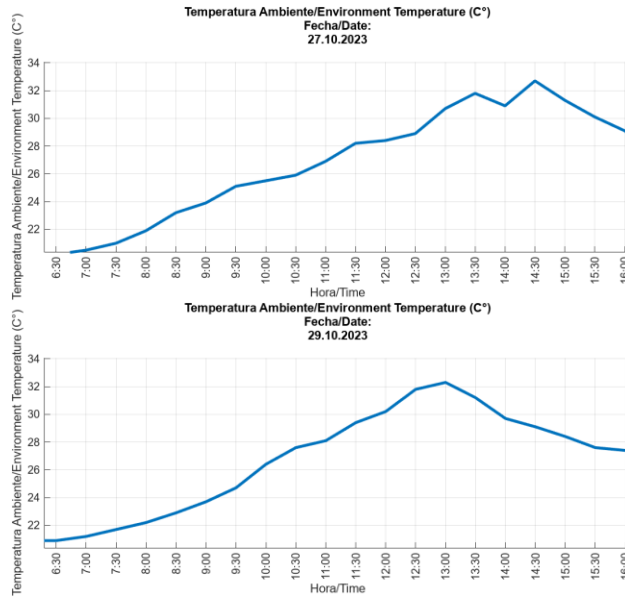 Temperatura Ambiente/Environment Temperature (C°)
Fecha/Date:
27.10.2023
Temperatura Ambiente/Environment Temperature (C°)
34
32
30
28
26
24
22
6:30 7:00 7:30 8:00 8:30 9:00 9:30 10:00 10:30 11:00 11:30 12:00 12:30 13:00 13:30 14:00 14:30 15:00 15:30 16:00
Hora/Time
Temperatura Ambiente/Environment Temperature (C°)
Fecha/Date:
29.10.2023
Temperatura Ambiente/Environment Temperature (C°)
34
32
30
28
26
24
22
6:30 7:00 7:30 8:00 8:30 9:00 9:30 10:00 10:30 11:00 11:30 12:00 12:30 13:00 13:30 14:00 14:30 15:00 15:30 16:00
Hora/Time